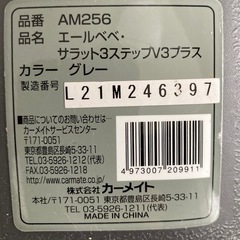 品番 AM256
品名 エールベベ・
サラット3ステップV3プラス
カラー グレー
製造番号 L21M246397
商品についてのお問い合わせは…
カーメイトサービスセンター
〒171-0051
東京都豊島区長崎5-33-11
TEL 03-5926-1212(代表)
FAX 03-5926-1218
www.carmate.co.jp
4973007209911
株式会社 カーメイト
本社/〒171-0051 東京都豊島区長崎5-33-11
TEL 03-5926-1211(代表)
MADE IN CHINA